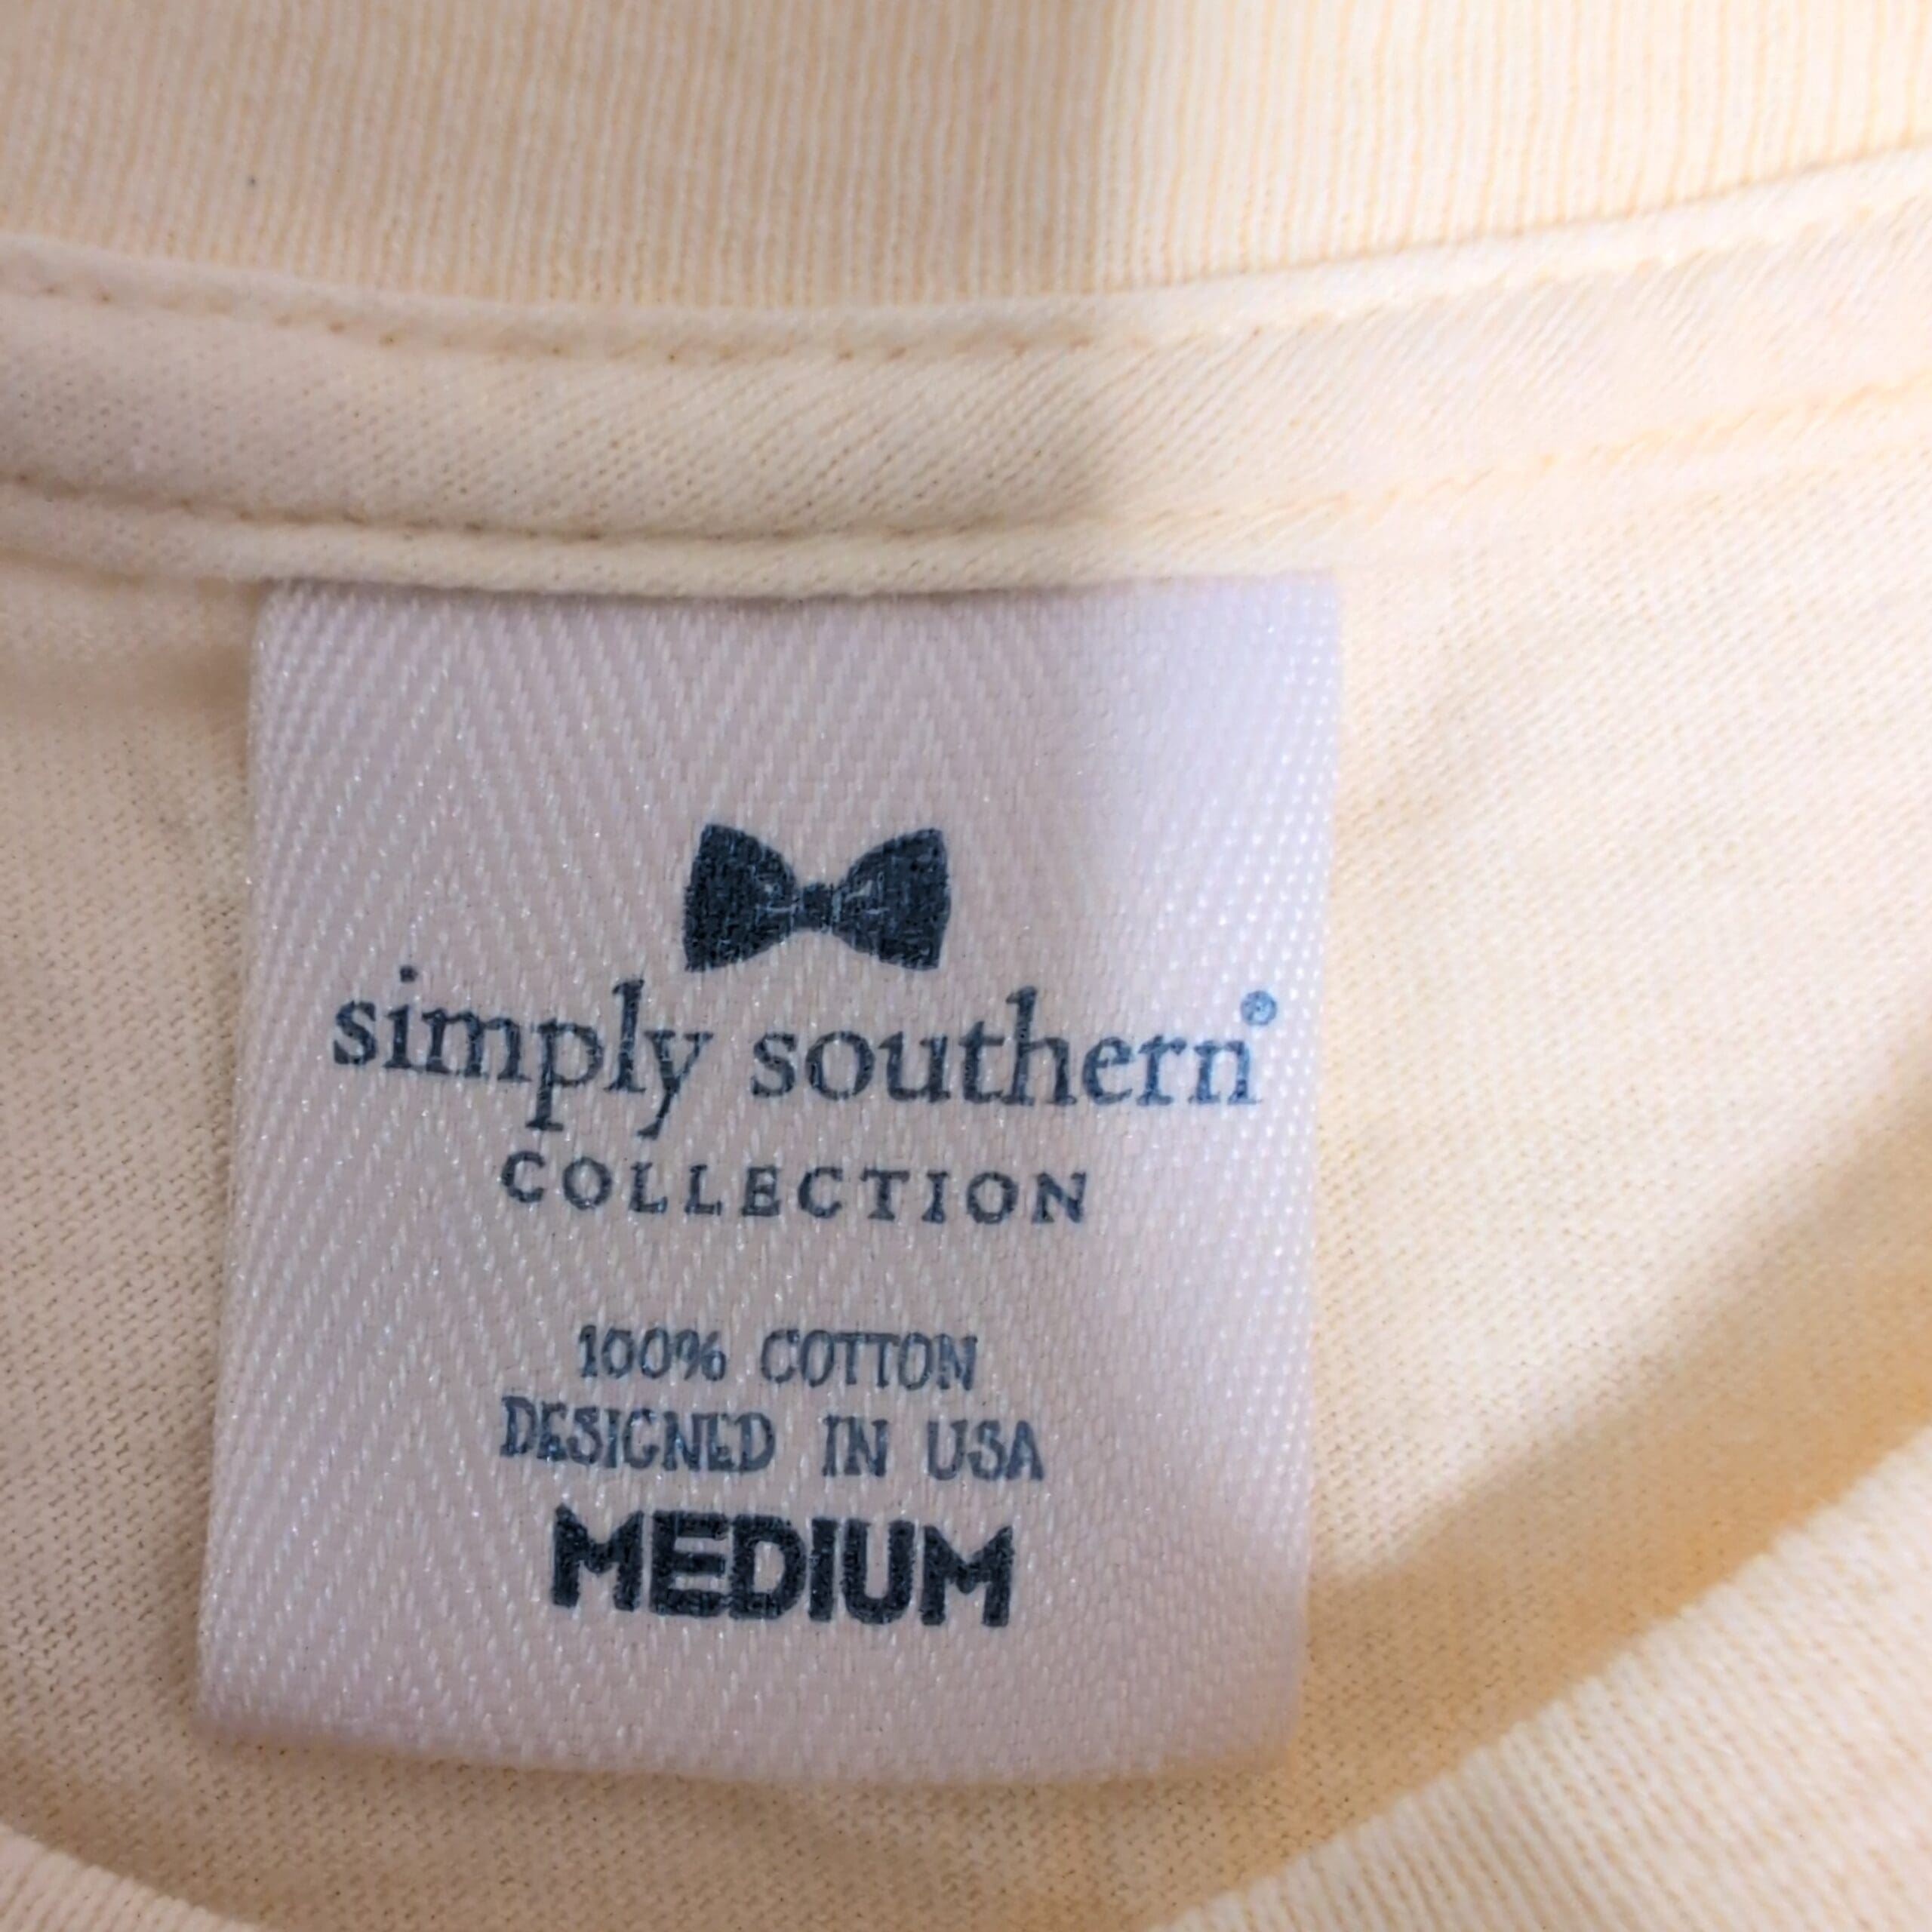 simply southern®
COLLECTION
100% COTTON
DESIGNED IN USA
MEDIUM